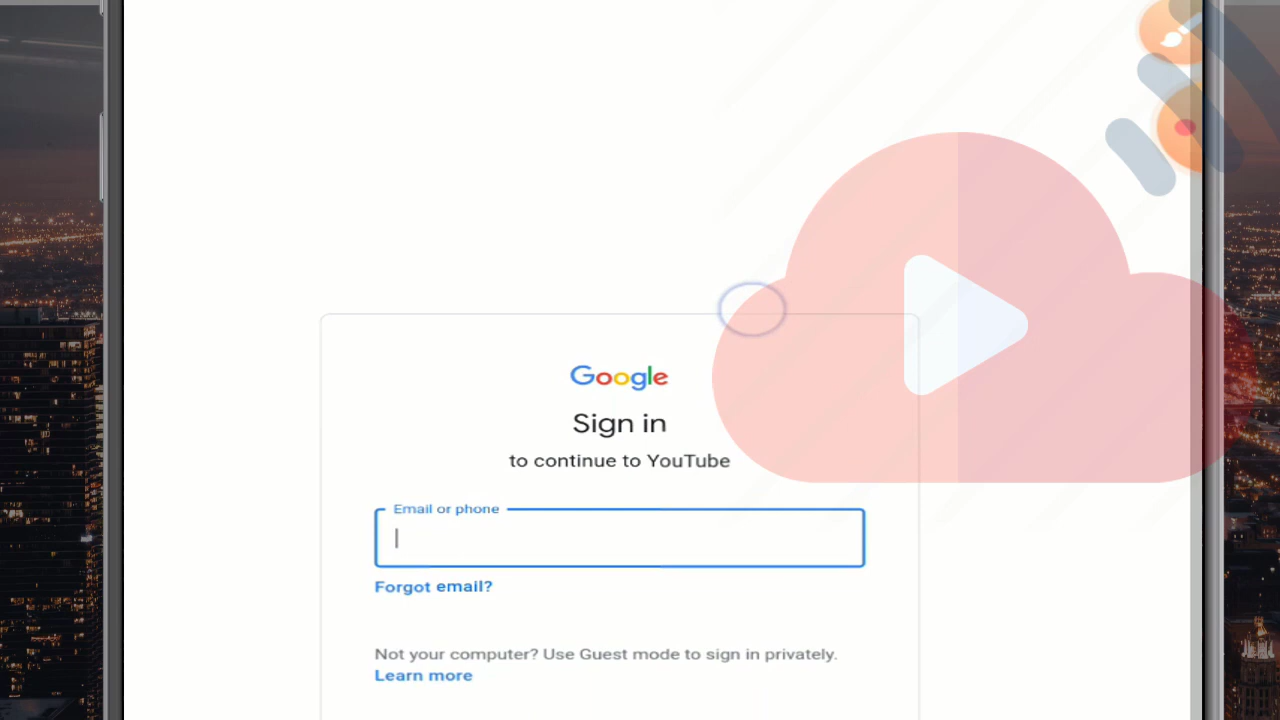 Google
Sign in
to continue to YouTube
Email or phone
Forgot email?
Not your computer? Use Guest mode to sign in privately.
Learn more